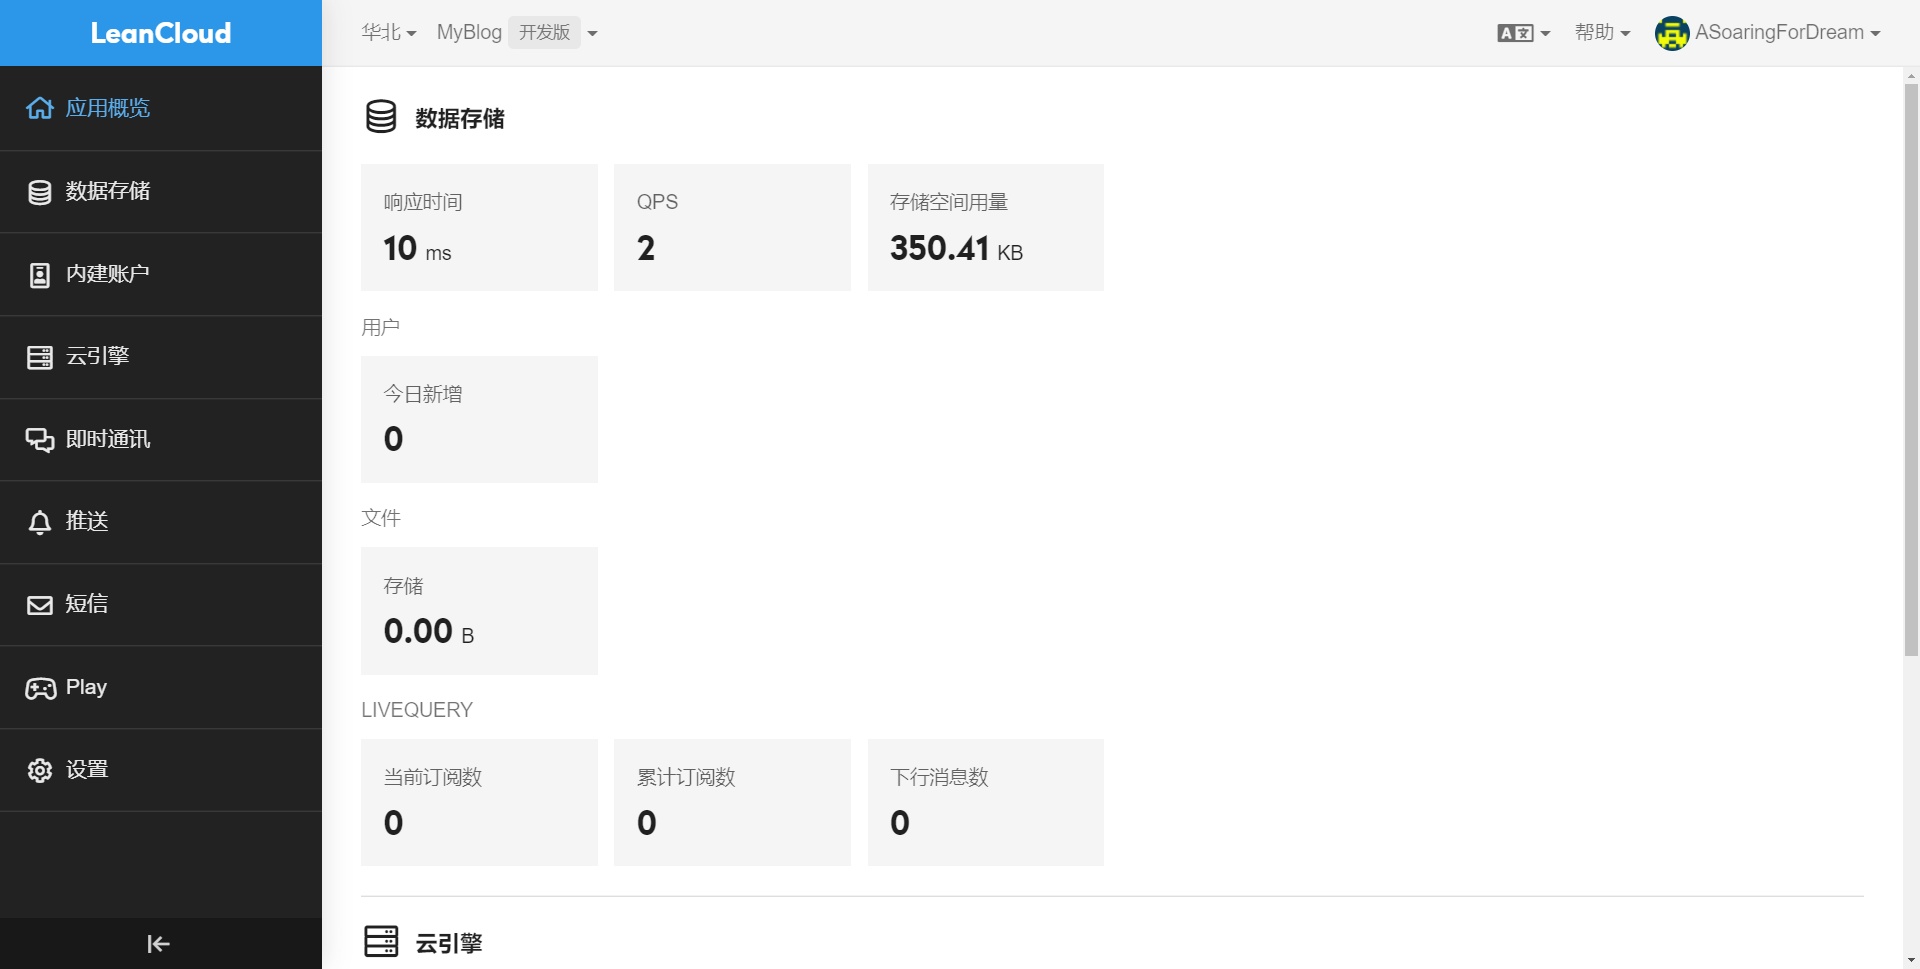 LeanCloud
华北 MyBlog 开发版
A文 帮助 ASoaringForDream
应用概览
数据存储
内建账户
云引擎
即时通讯
推送
短信
Play
设置
数据存储
响应时间
10 ms
QPS
2
存储空间用量
350.41 KB
用户
今日新增
0
文件
存储
0.00 B
LIVEQUERY
当前订阅数
0
累计订阅数
0
下行消息数
0
云引擎